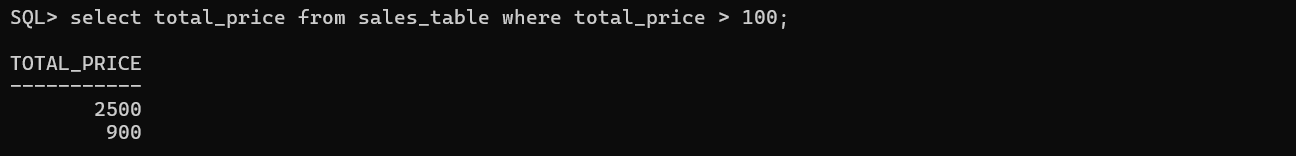 SQL> select total_price from sales_table where total_price > 100;
TOTAL_PRICE
-----------
2500
900